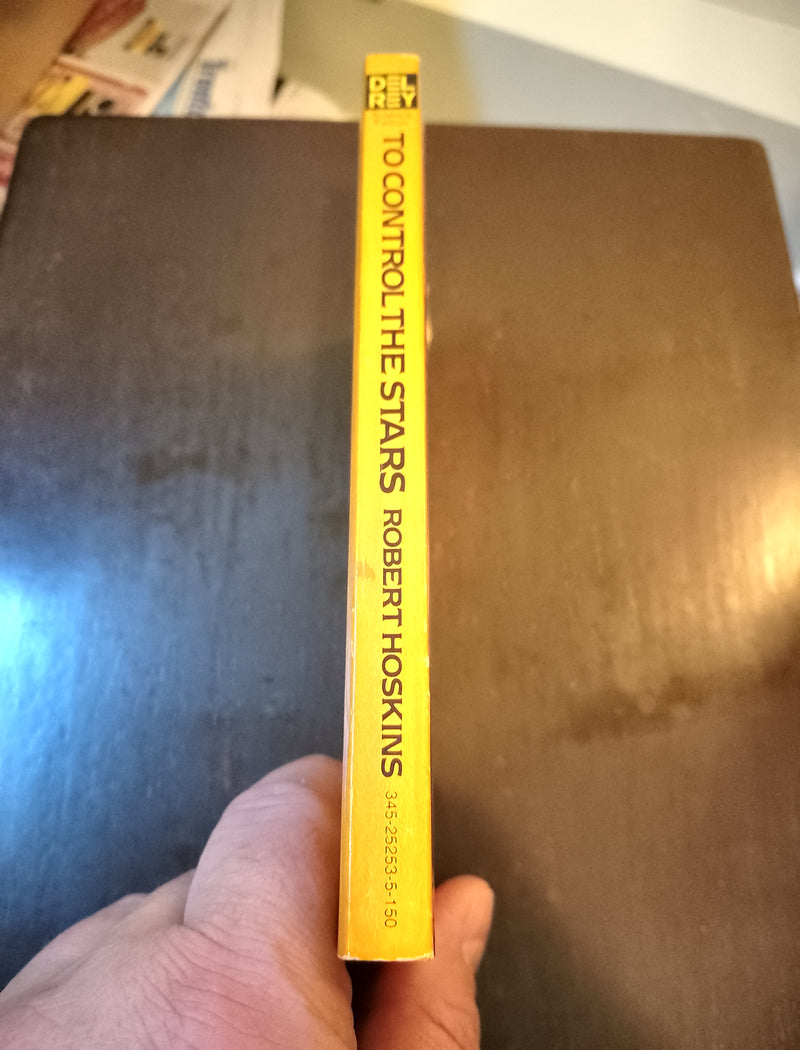 DEL
REY
TO CONTROL THE STARS ROBERT HOSKINS 345-25253-5-150